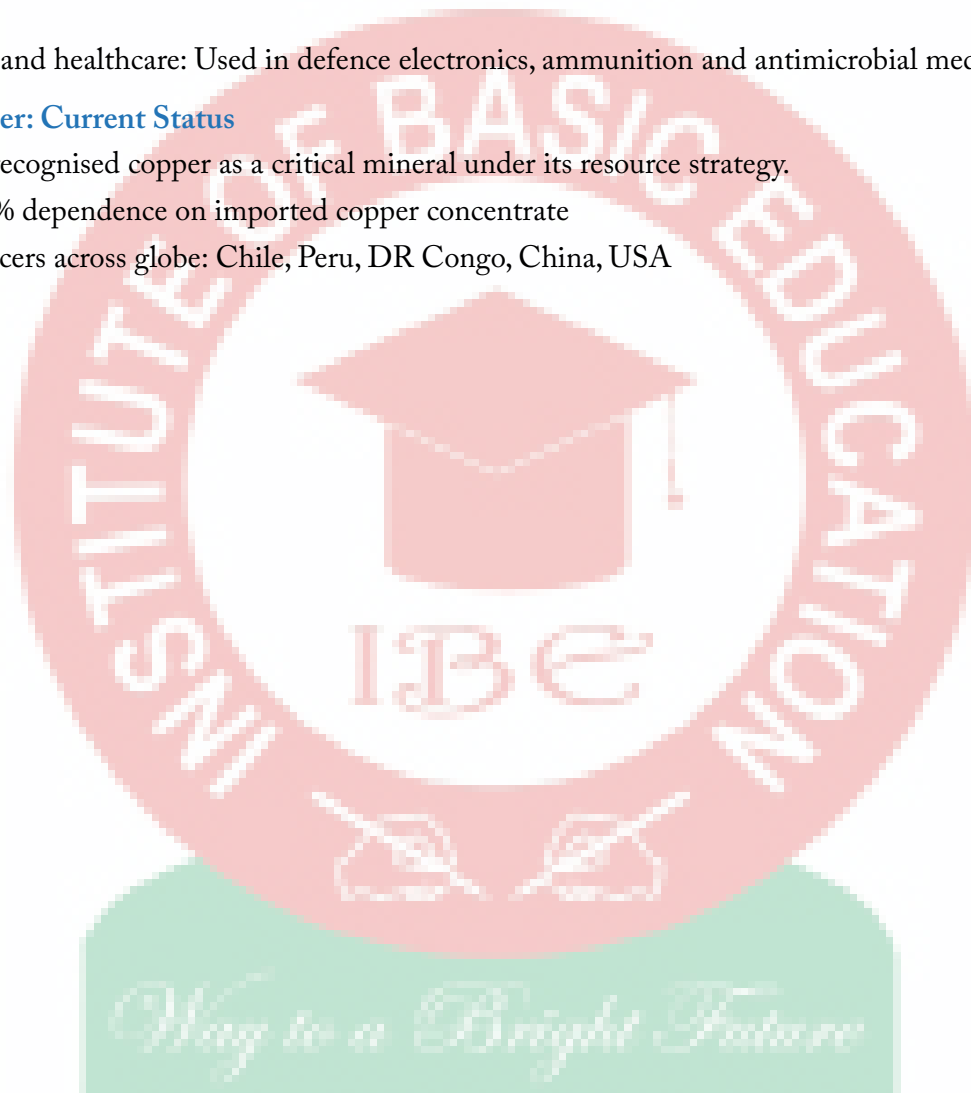 and healthcare: Used in defence electronics, ammunition and antimicrobial med
er: Current Status
recognised copper as a critical mineral under its resource strategy.
% dependence on imported copper concentrate
cers across globe: Chile, Peru, DR Congo, China, USA
INSTITUTE OF BASIC EDUCATION
IBE
Way to a Bright Future